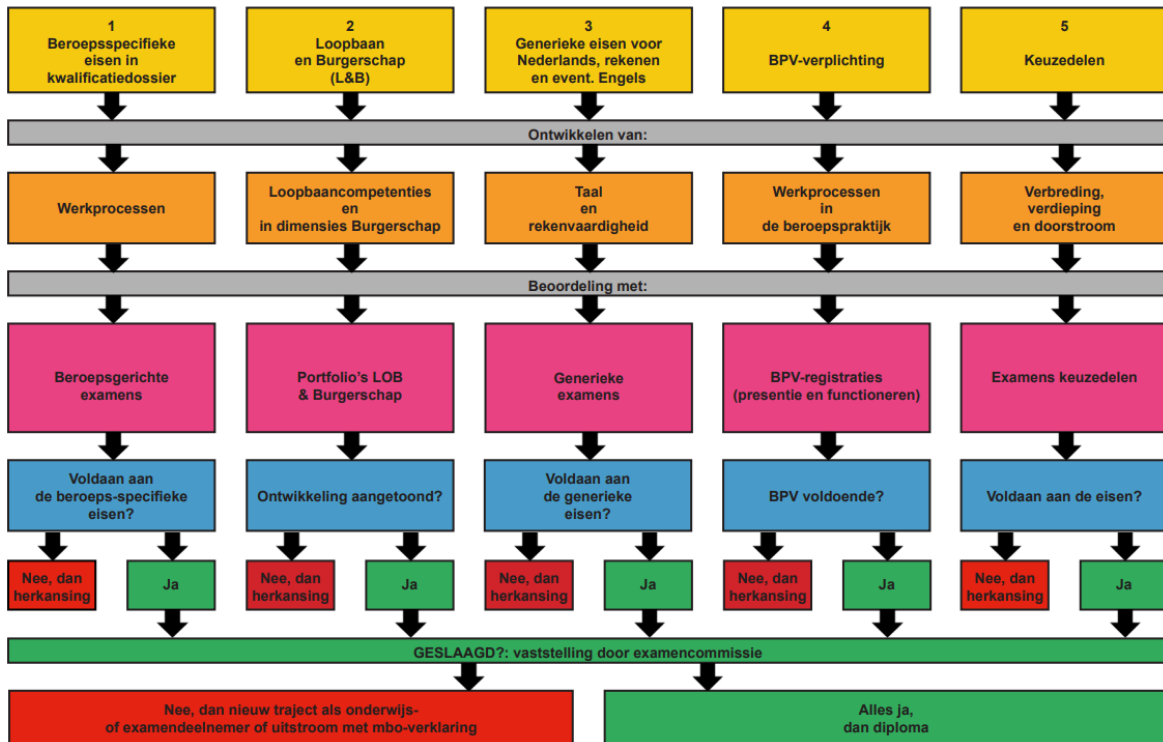 1
Beroepsspecifieke
eisen in
kwalificatiedossier
2
Loopbaan
en Burgerschap
(L&B)
3
Generieke eisen voor
Nederlands, rekenen
en event. Engels
4
BPV-verplichting
5
Keuzedelen
Ontwikkelen van:
Werkprocessen
Loopbaancompetenties
en
in dimensies Burgerschap
Taal
en
rekenvaardigheid
Werkprocessen
in
de beroepspraktijk
Verbreding,
verdieping
en doorstroom
Beoordeling met:
Beroepsgerichte
examens
Portfolio's LOB
& Burgerschap
Generieke
examens
BPV-registraties
(presentie en functioneren)
Examens keuzedelen
Voldaan aan
de beroeps-specifieke
eisen?
Ontwikkeling aangetoond?
Voldaan aan
de generieke
eisen?
BPV voldoende?
Voldaan aan de eisen?
Nee, dan
herkansing
Ja
Nee, dan
herkansing
Ja
Nee, dan
herkansing
Ja
Nee, dan
herkansing
Ja
Nee, dan
herkansing
Ja
GESLAAGD?: vaststelling door examencommissie
Nee, dan nieuw traject als onderwijs-
of examendeelnemer of uitstroom met mbo-verklaring
Alles ja,
dan diploma